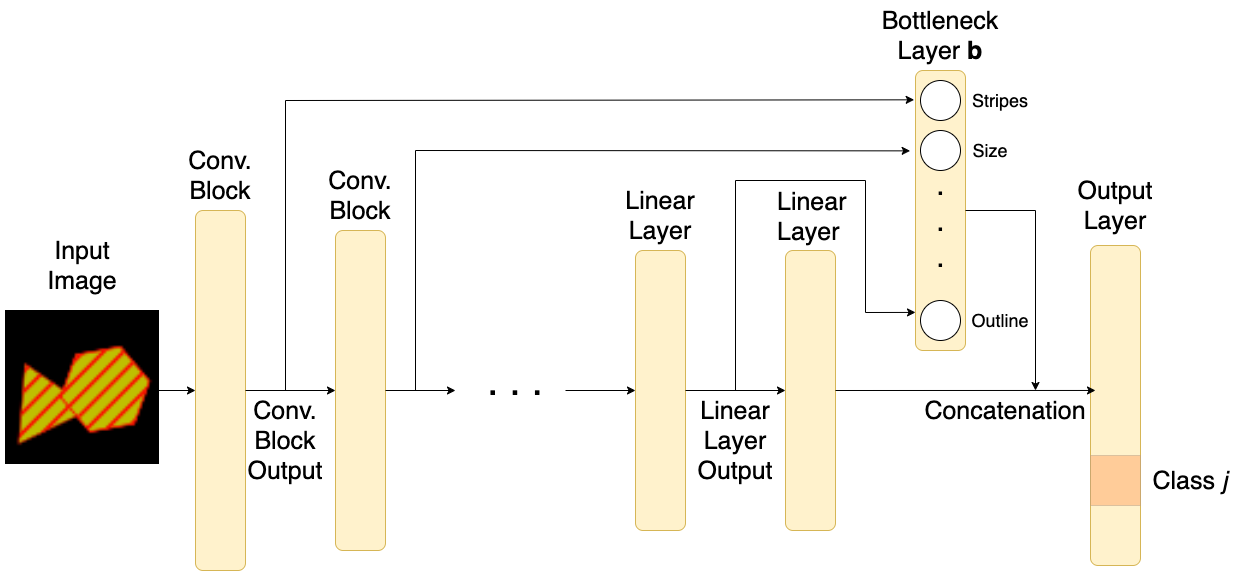 Bottleneck
Layer b
Stripes
Size
Outline
Conv.
Block
Conv.
Block
Linear
Layer
Linear
Layer
Output
Layer
Input
Image
. . .
Conv.
Block
Output
Linear
Layer
Output
Concatenation
Class j